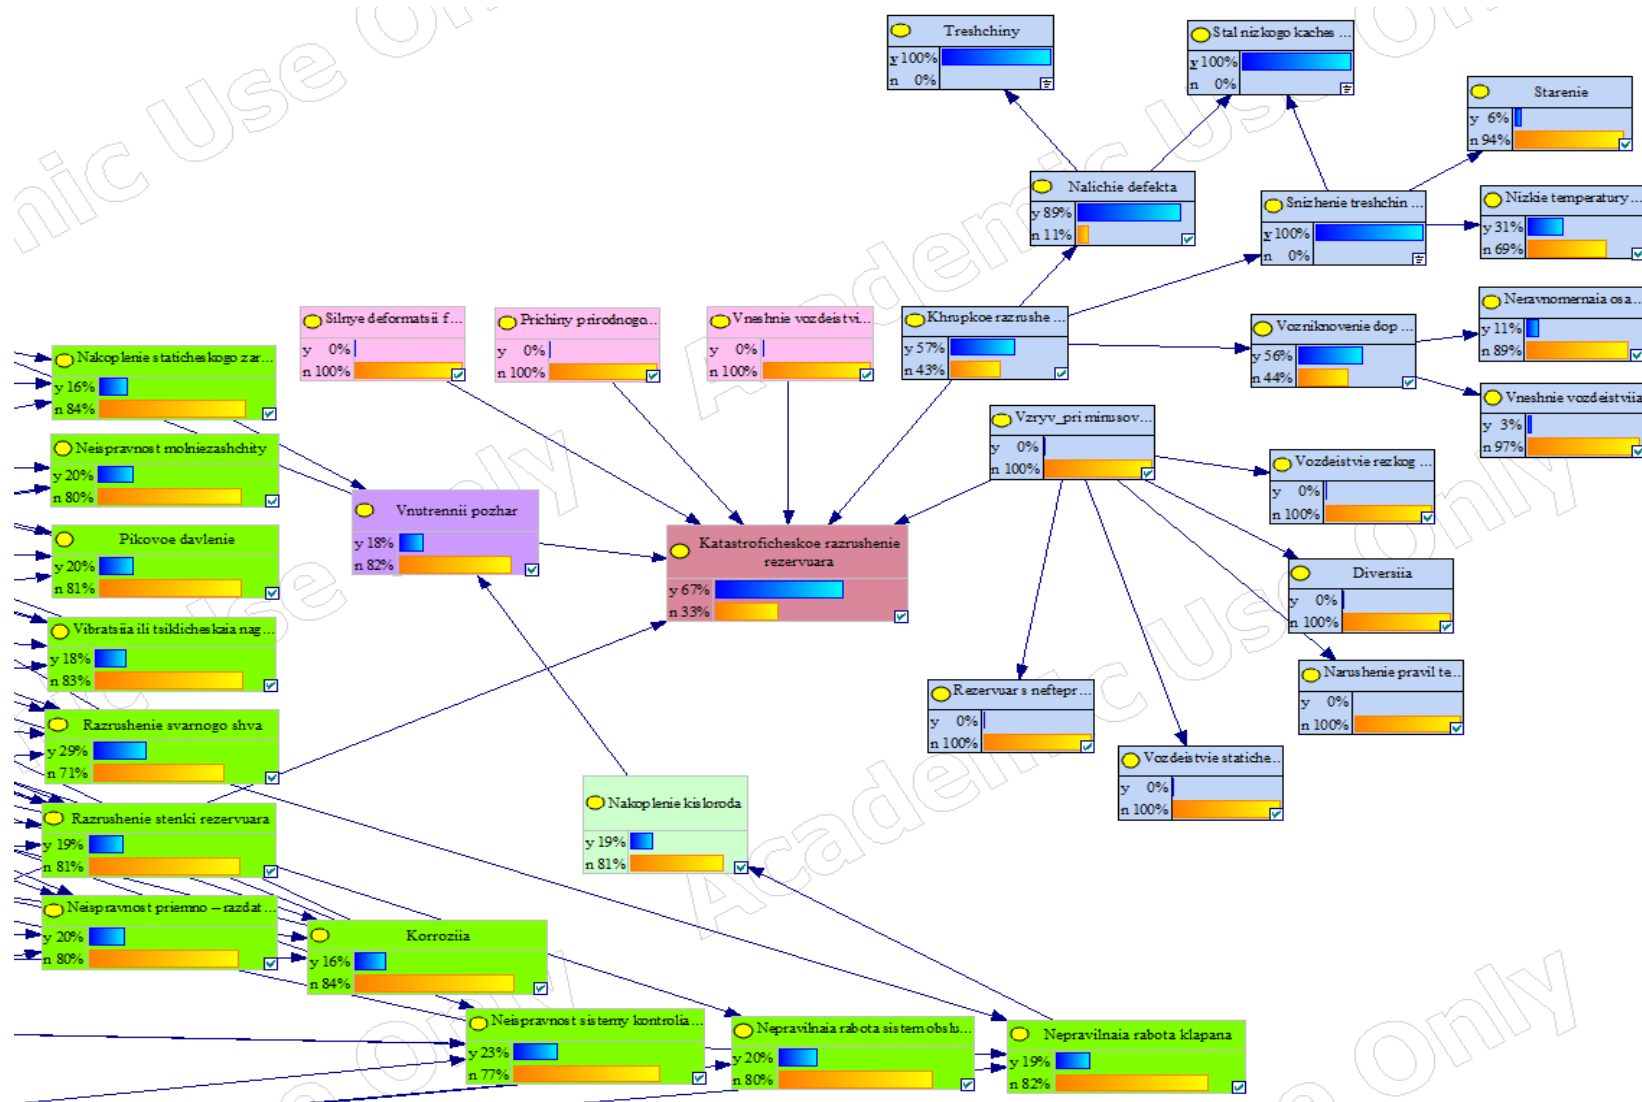 Treshchiny
y 100%
n 0%
Stal nizkogo kaches ...
y 100%
n 0%
Starenie
y 6%
n 94%
Nalichie defekta
y 89%
n 11%
Snizhenie treshchin ...
y 100%
n 0%
Nizkie temperatury...
y 31%
n 69%
Silnye deformatsii f...
y 0%
n 100%
Prichiny prirodnogo...
y 0%
n 100%
Vneshnie vozdeistvi...
y 0%
n 100%
Khrupkoe razrushe ...
y 57%
n 43%
Vozniknovenie dop ...
y 56%
n 44%
Neravnomernaia osa...
y 11%
n 89%
Vneshnie vozdeistviia
y 3%
n 97%
Nakoplenie staticheskogo zar...
y 16%
n 84%
Neispravnost molniezashchity
y 20%
n 80%
Vzryv_pri minusov...
y 0%
n 100%
Vozdeistvie rezkog ...
y 0%
n 100%
Vnutrennii pozhar
y 18%
n 82%
Katastroficheskoe razrushenie
rezervuara
y 67%
n 33%
Pikovoe davlenie
y 20%
n 81%
Diversiia
y 0%
n 100%
Vibratsiia ili tsiklicheskaia nag...
y 18%
n 83%
Narushenie pravil te...
y 0%
n 100%
Rezervuar s neftepr...
y 0%
n 100%
Razrushenie svarnogo shva
y 29%
n 71%
Vozdeistvie statiche...
y 0%
n 100%
Nakoplenie kisloroda
y 19%
n 81%
Razrushenie stenki rezervuara
y 19%
n 81%
Neispravnost priemno – razdat...
y 20%
n 80%
Korroziia
y 16%
n 84%
Neispravnost sistemy kontrolia...
y 23%
n 77%
Nepravilnaia rabota sistem obslu...
y 20%
n 80%
Nepravilnaia rabota klapana
y 19%
n 82%
Academic Use Only